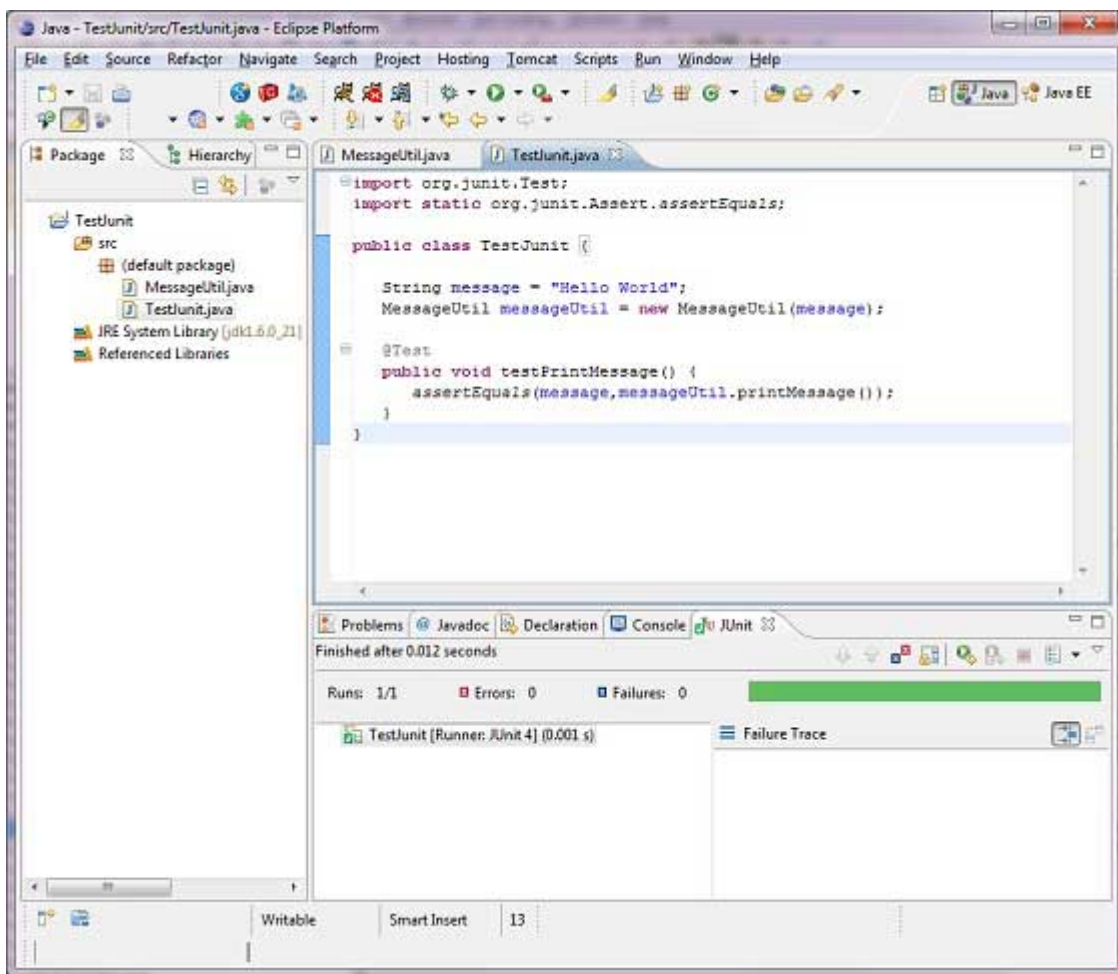 Java - TestJunit/src/TestJunit.java - Eclipse Platform
File Edit Source Refactor Navigate Search Project Hosting Tomcat Scripts Run Window Help
Java Java EE
Package Hierarchy
TestJunit
src
(default package)
MessageUtil.java
TestJunit.java
JRE System Library [jdk1.6.0_21]
Referenced Libraries
MessageUtil.java TestJunit.java
import org.junit.Test;
import static org.junit.Assert.assertEquals;
public class TestJunit {
String message = "Hello World";
MessageUtil messageUtil = new MessageUtil(message);
@Test
public void testPrintMessage() {
assertEquals(message,messageUtil.printMessage());
}
}
Problems Javadoc Declaration Console JUnit
Finished after 0.012 seconds
Runs: 1/1 Errors: 0 Failures: 0
TestJunit [Runner: JUnit 4] (0.001 s)
Failure Trace
Writable Smart Insert 13